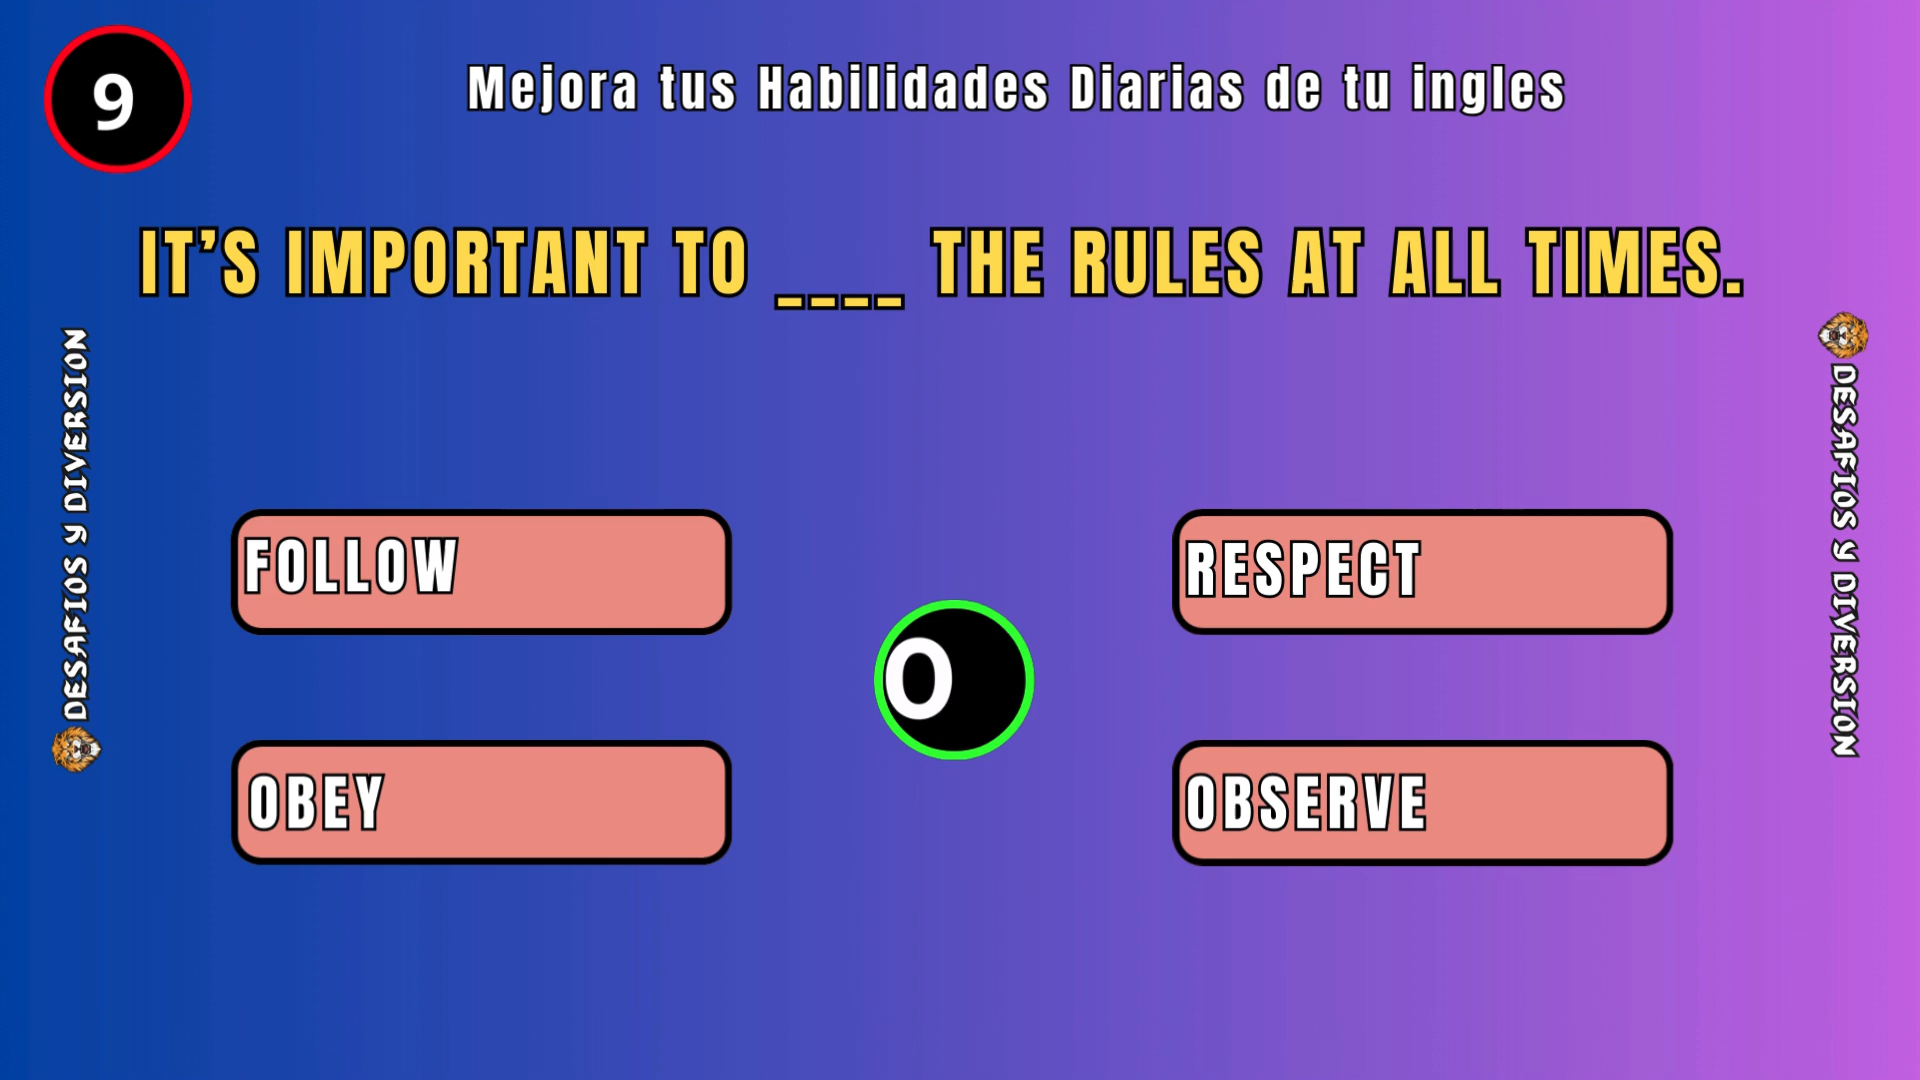 9
Mejora tus Habilidades Diarias de tu ingles
IT'S IMPORTANT TO ____ THE RULES AT ALL TIMES.
DESAFIOS Y DIVERSION
DESAFIOS Y DIVERSION
FOLLOW
RESPECT
0
OBEY
OBSERVE